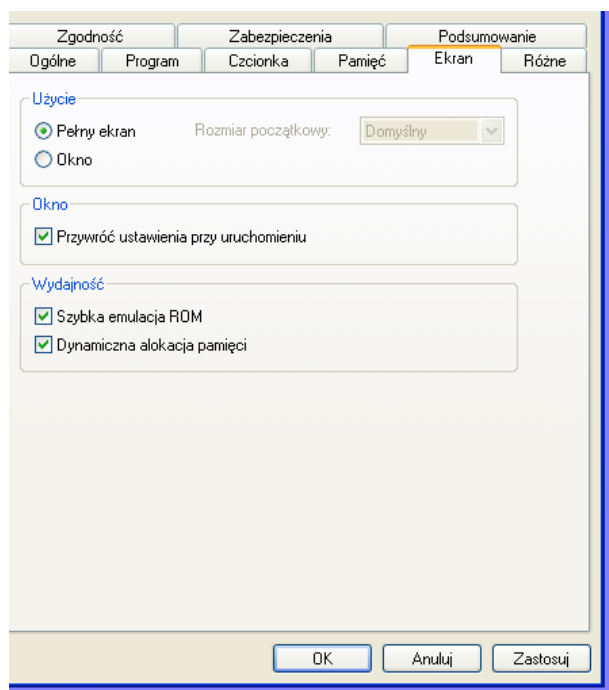 Zgodność Zabezpieczenia Podsumowanie
Ogólne Program Czcionka Pamięć Ekran Różne
Użycie
Pełny ekran Rozmiar początkowy: Domyślny
Okno
Okno
Przywróć ustawienia przy uruchomieniu
Wydajność
Szybka emulacja ROM
Dynamiczna alokacja pamięci
OK Anuluj Zastosuj